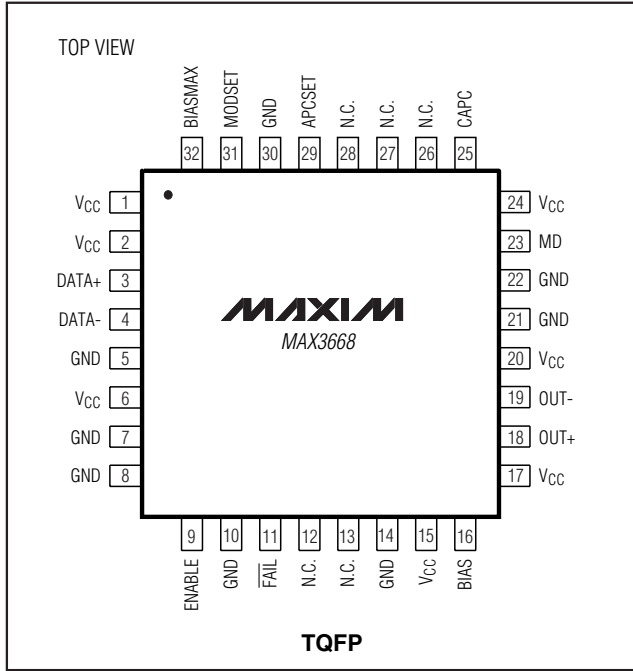 TOP VIEW
BIASMAX
MODSET
GND
APCSET
N.C.
N.C.
N.C.
CAPC
32 31 30 29 28 27 26 25
VCC 1
VCC 2
DATA+ 3
DATA- 4
GND 5
VCC 6
GND 7
GND 8
MAXIM
MAX3668
24 VCC
23 MD
22 GND
21 GND
20 VCC
19 OUT-
18 OUT+
17 VCC
9 10 11 12 13 14 15 16
ENABLE
GND
FAIL
N.C.
N.C.
GND
VCC
BIAS
TQFP